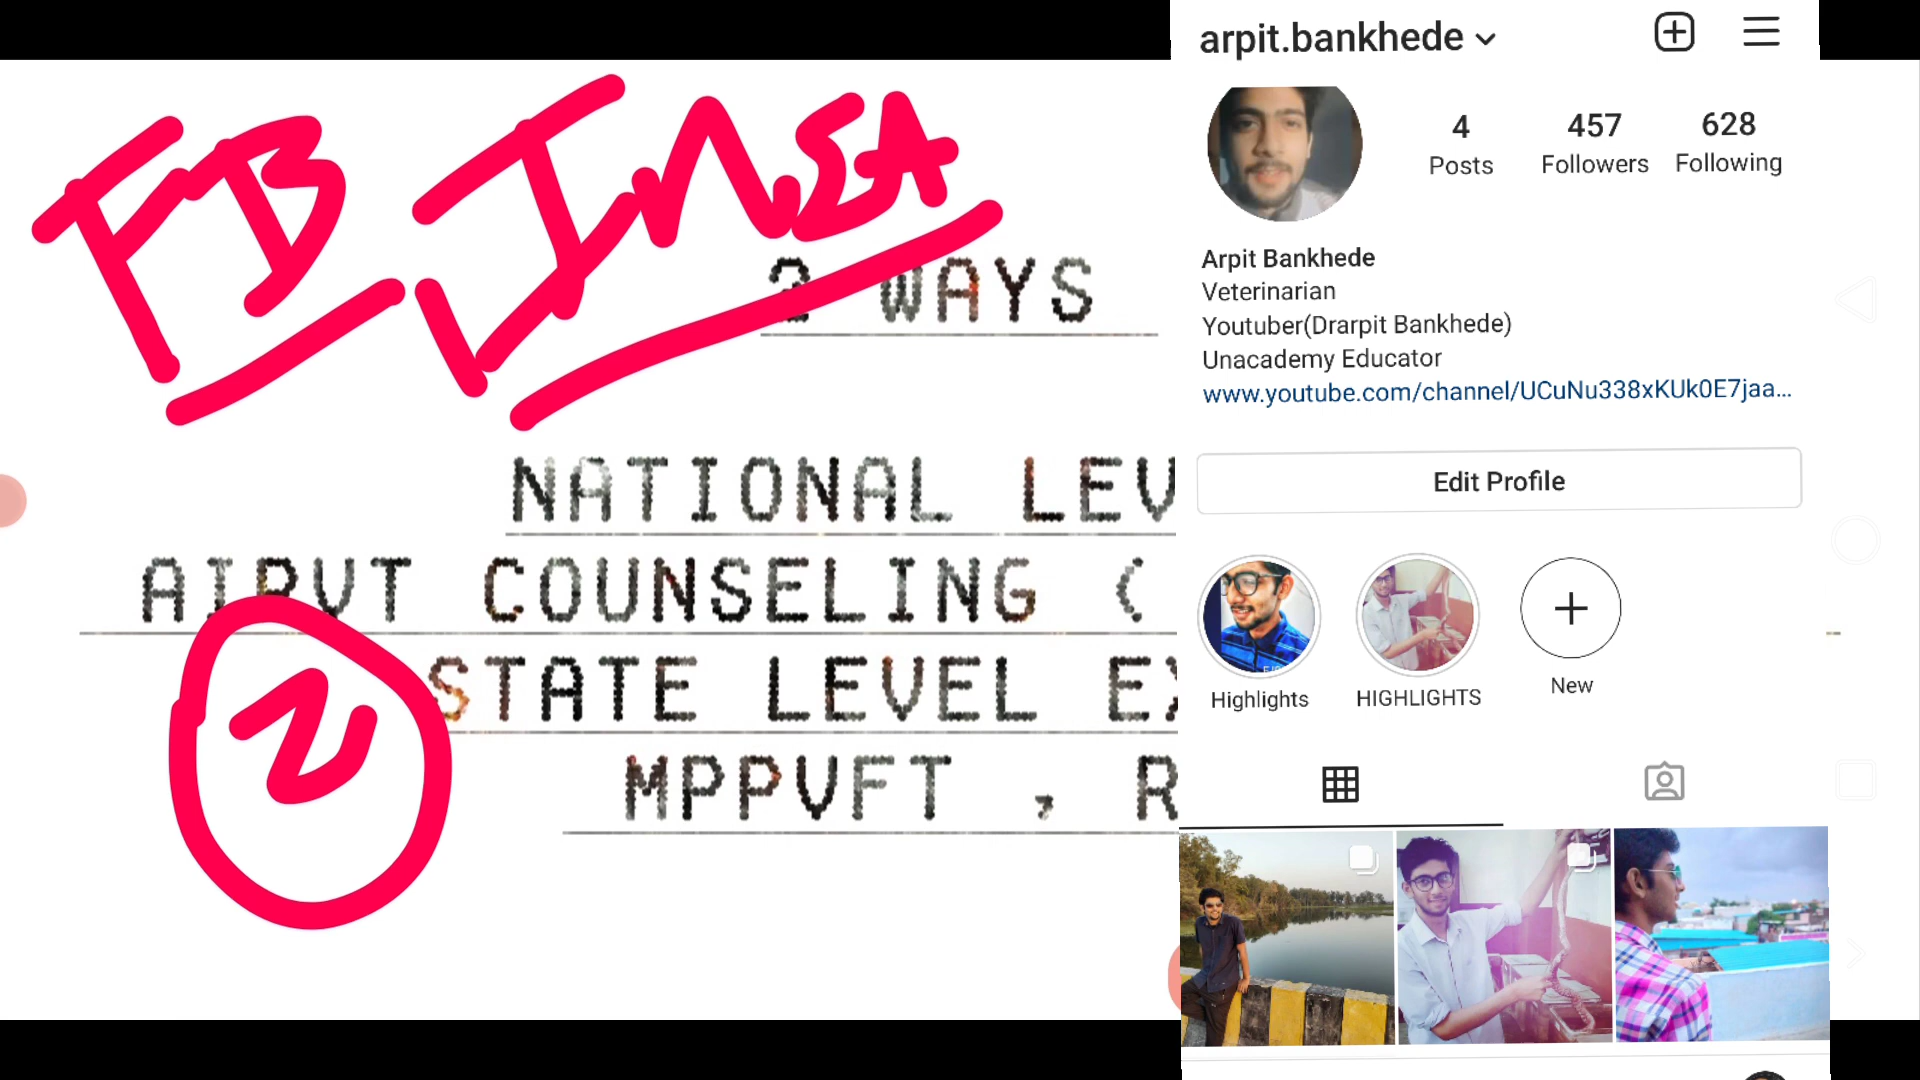 FB, INSTA
2 WAYS
NATIONAL LEV
AIPVT COUNSELING (
STATE LEVEL EX
MPPVFT , R
2
arpit.bankhede
4 Posts
457 Followers
628 Following
Arpit Bankhede
Veterinarian
Youtuber(Drarpit Bankhede)
Unacademy Educator
www.youtube.com/channel/UCuNu338xKUk0E7jaa...
Edit Profile
Highlights
HIGHLIGHTS
New